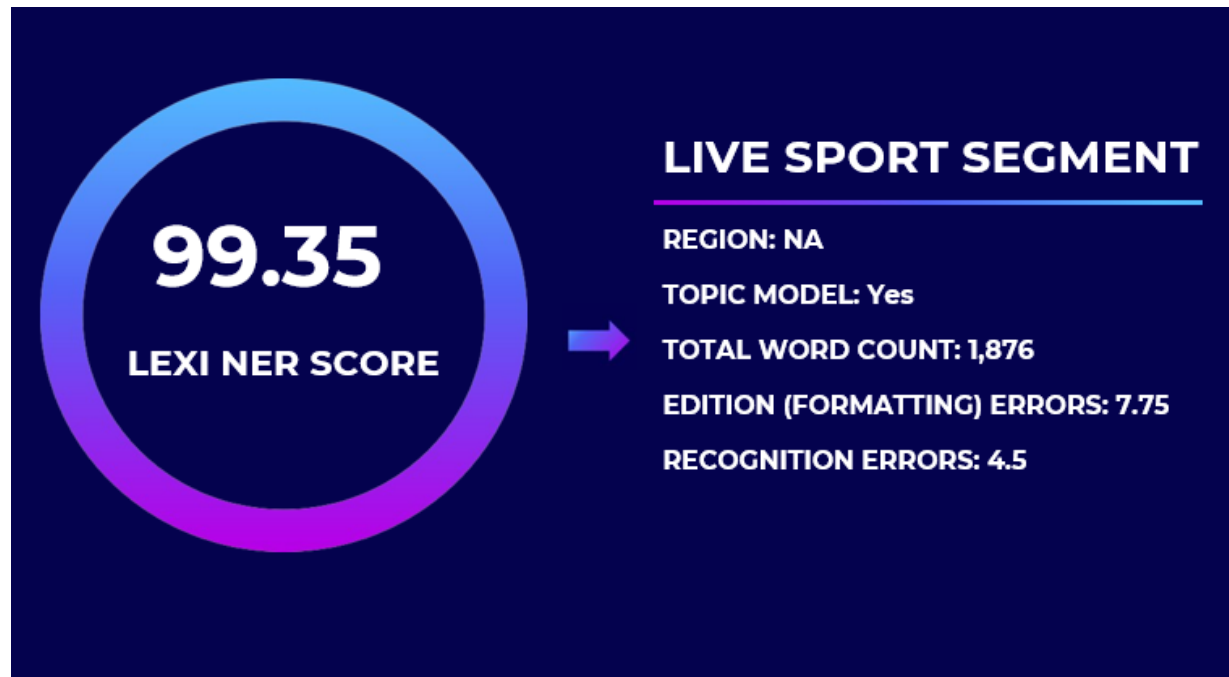 99.35
LEXI NER SCORE
LIVE SPORT SEGMENT
REGION: NA
TOPIC MODEL: Yes
TOTAL WORD COUNT: 1,876
EDITION (FORMATTING) ERRORS: 7.75
RECOGNITION ERRORS: 4.5